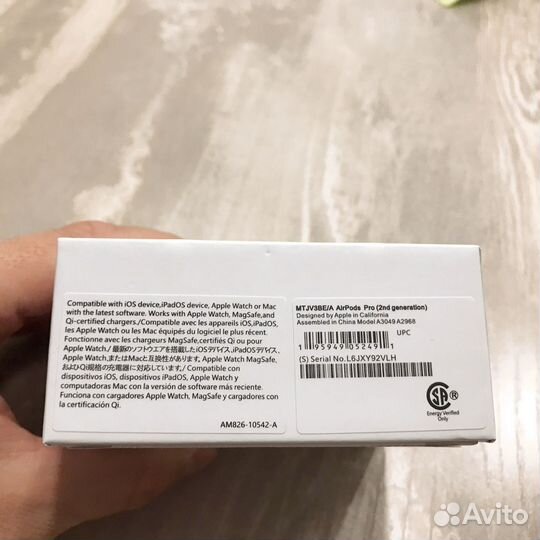 Compatible with iOS device,iPadOS device, Apple Watch or Mac
with the latest software. Works with Apple Watch, MagSafe,and
Qi-certified chargers./Compatible avec les appareils iOS,iPadOS,
les Apple Watch ou les Mac équipés du logiciel le plus récent.
Fonctionne avec les chargeurs MagSafe,les
chargeurs,certifiés Qi ou pour
Apple Watch./最新のソフトウエアを搭載したiOSデバイス,iPadOSデバイス,
Apple Watch,またはMacと互換性があります。Apple Watch MagSafe,
およびQi規格の充電器に対応/Compatible con
dispositivos iOS, dispositivos iPadOS, Apple Watch y
computadoras Mac con la versión de software más reciente.
Funciona con cargadores Apple Watch, MagSafe y cargadores con
la certificación Qi.
AM826-10542-A
MTJV3BE/A AirPods Pro (2nd generation)
Designed by Apple in California
Assembled in China Model A3049 A2968
UPC
1 95949 05249 1
(S) Serial No.L6JXY92VLH
SA
Energy Verified
Only
Avito